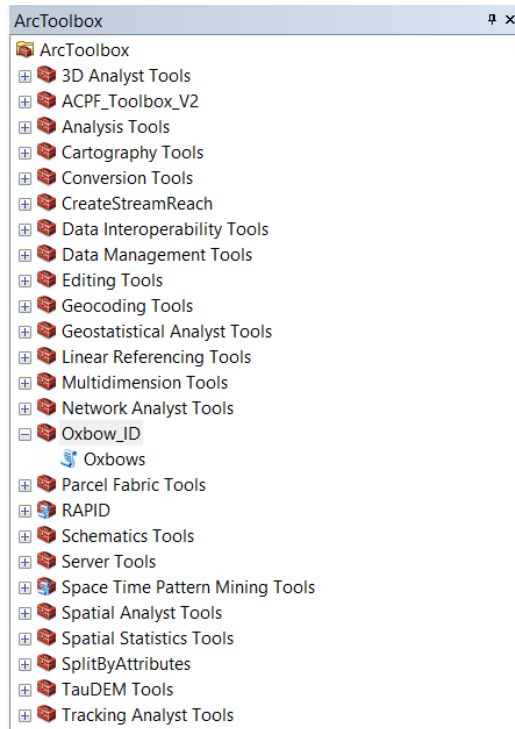 ArcToolbox
ArcToolbox
3D Analyst Tools
ACPF_Toolbox_V2
Analysis Tools
Cartography Tools
Conversion Tools
CreateStreamReach
Data Interoperability Tools
Data Management Tools
Editing Tools
Geocoding Tools
Geostatistical Analyst Tools
Linear Referencing Tools
Multidimension Tools
Network Analyst Tools
Oxbow_ID
Oxbows
Parcel Fabric Tools
RAPID
Schematics Tools
Server Tools
Space Time Pattern Mining Tools
Spatial Analyst Tools
Spatial Statistics Tools
SplitByAttributes
TauDEM Tools
Tracking Analyst Tools